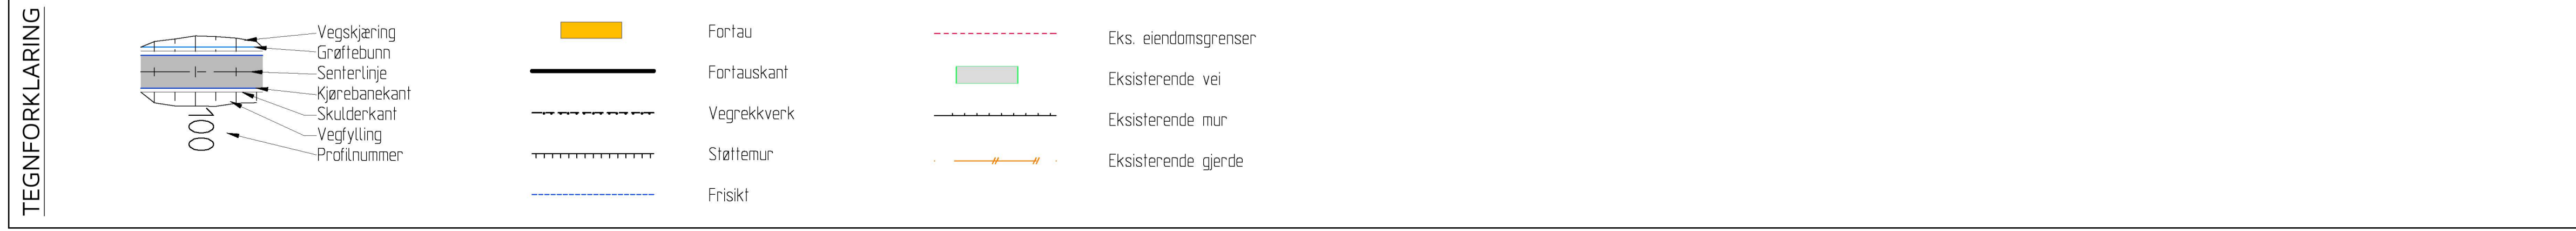 TEGNFORKLARING
Vegskjæring
Grøftebunn
Senterlinje
Kjørebanekant
Skulderkant
Vegfylling
Profilnummer
100
Fortau
Fortauskant
Vegrekkverk
Støttemur
Frisikt
Eks. eiendomsgrenser
Eksisterende vei
Eksisterende mur
Eksisterende gjerde